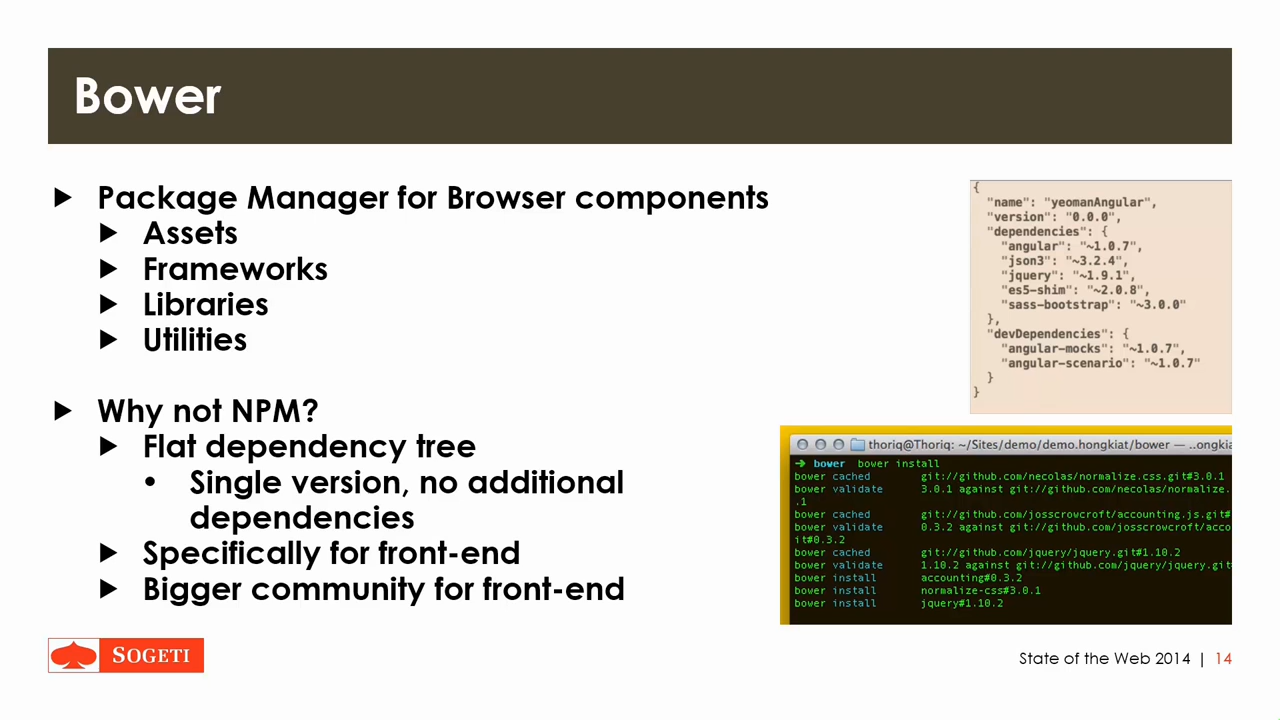 Bower
Package Manager for Browser components
Assets
Frameworks
Libraries
Utilities
Why not NPM?
Flat dependency tree
Single version, no additional
dependencies
Specifically for front-end
Bigger community for front-end
{
"name": "yeomanAngular",
"version": "0.0.0",
"dependencies": {
"angular": "~1.0.7",
"json3": "~3.2.4",
"jquery": "~1.9.1",
"es5-shim": "~2.0.8",
"sass-bootstrap": "~3.0.0"
},
"devDependencies": {
"angular-mocks": "~1.0.7",
"angular-scenario": "~1.0.7"
}
}
thoriq@Thoriq: ~/Sites/demo/demo.hongkiat/bower — ..ongkia
➜ bower bower install
bower cached git://github.com/necolas/normalize.css.git#3.0.1
bower validate 3.0.1 against git://github.com/necolas/normalize.
.1
bower cached git://github.com/josscrowcroft/accounting.js.git#
bower validate 0.3.2 against git://github.com/josscrowcroft/acco
it#0.3.2
bower cached git://github.com/jquery/jquery.git#1.10.2
bower validate 1.10.2 against git://github.com/jquery/jquery.git
bower install accounting#0.3.2
bower install normalize-css#3.0.1
bower install jquery#1.10.2
SOGETI
State of the Web 2014 | 14